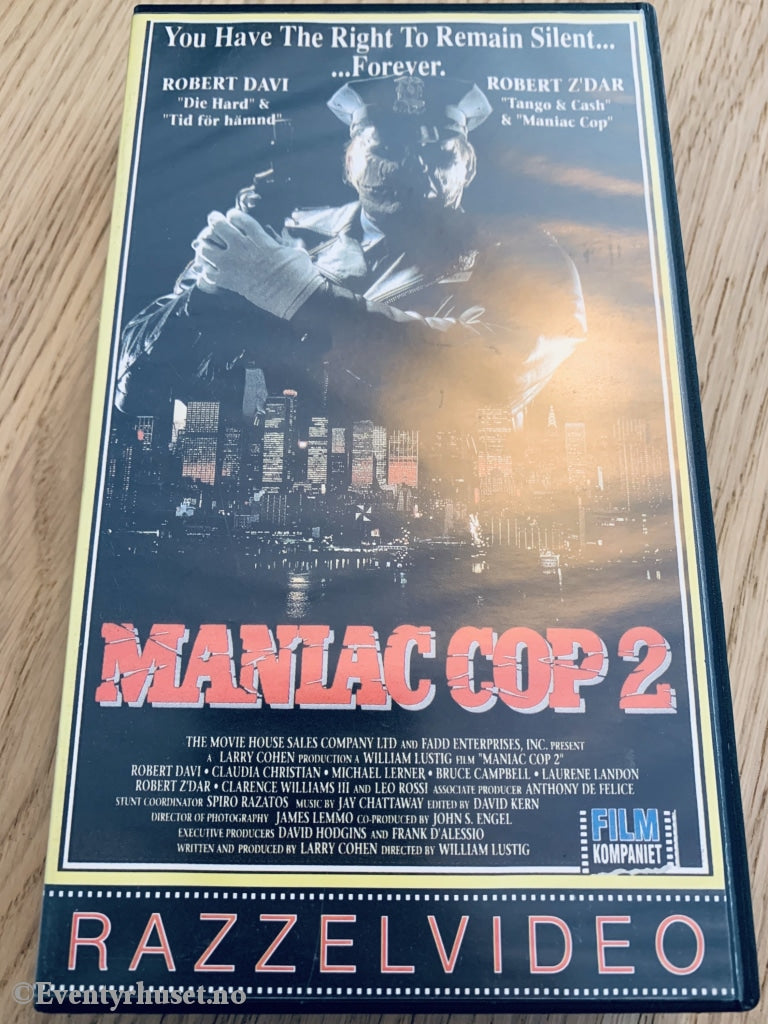 You Have The Right To Remain Silent...
...Forever.
ROBERT DAVI
"Die Hard" &
"Tid för hämnd"
ROBERT Z'DAR
"Tango & Cash"
& "Maniac Cop"
MANIAC COP 2
THE MOVIE HOUSE SALES COMPANY LTD AND FADD ENTERPRISES, INC. PRESENT
A LARRY COHEN PRODUCTION A WILLIAM LUSTIG FILM "MANIAC COP 2"
ROBERT DAVI • CLAUDIA CHRISTIAN • MICHAEL LERNER • BRUCE CAMPBELL • LAURENE LANDON
ROBERT Z'DAR • CLARENCE WILLIAMS III AND LEO ROSSI ASSOCIATE PRODUCER ANTHONY DE FELICE
STUNT COORDINATOR SPIRO RAZATOS MUSIC BY JAY CHATTAWAY EDITED BY DAVID KERN
DIRECTOR OF PHOTOGRAPHY JAMES LEMMO CO-PRODUCED BY JOHN S. ENGEL
EXECUTIVE PRODUCERS DAVID HODGINS AND FRANK D'ALESSIO
WRITTEN AND PRODUCED BY LARRY COHEN DIRECTED BY WILLIAM LUSTIG
FILM
KOMPANIET
RAZZELVIDEO
©Eventyrhuset.no